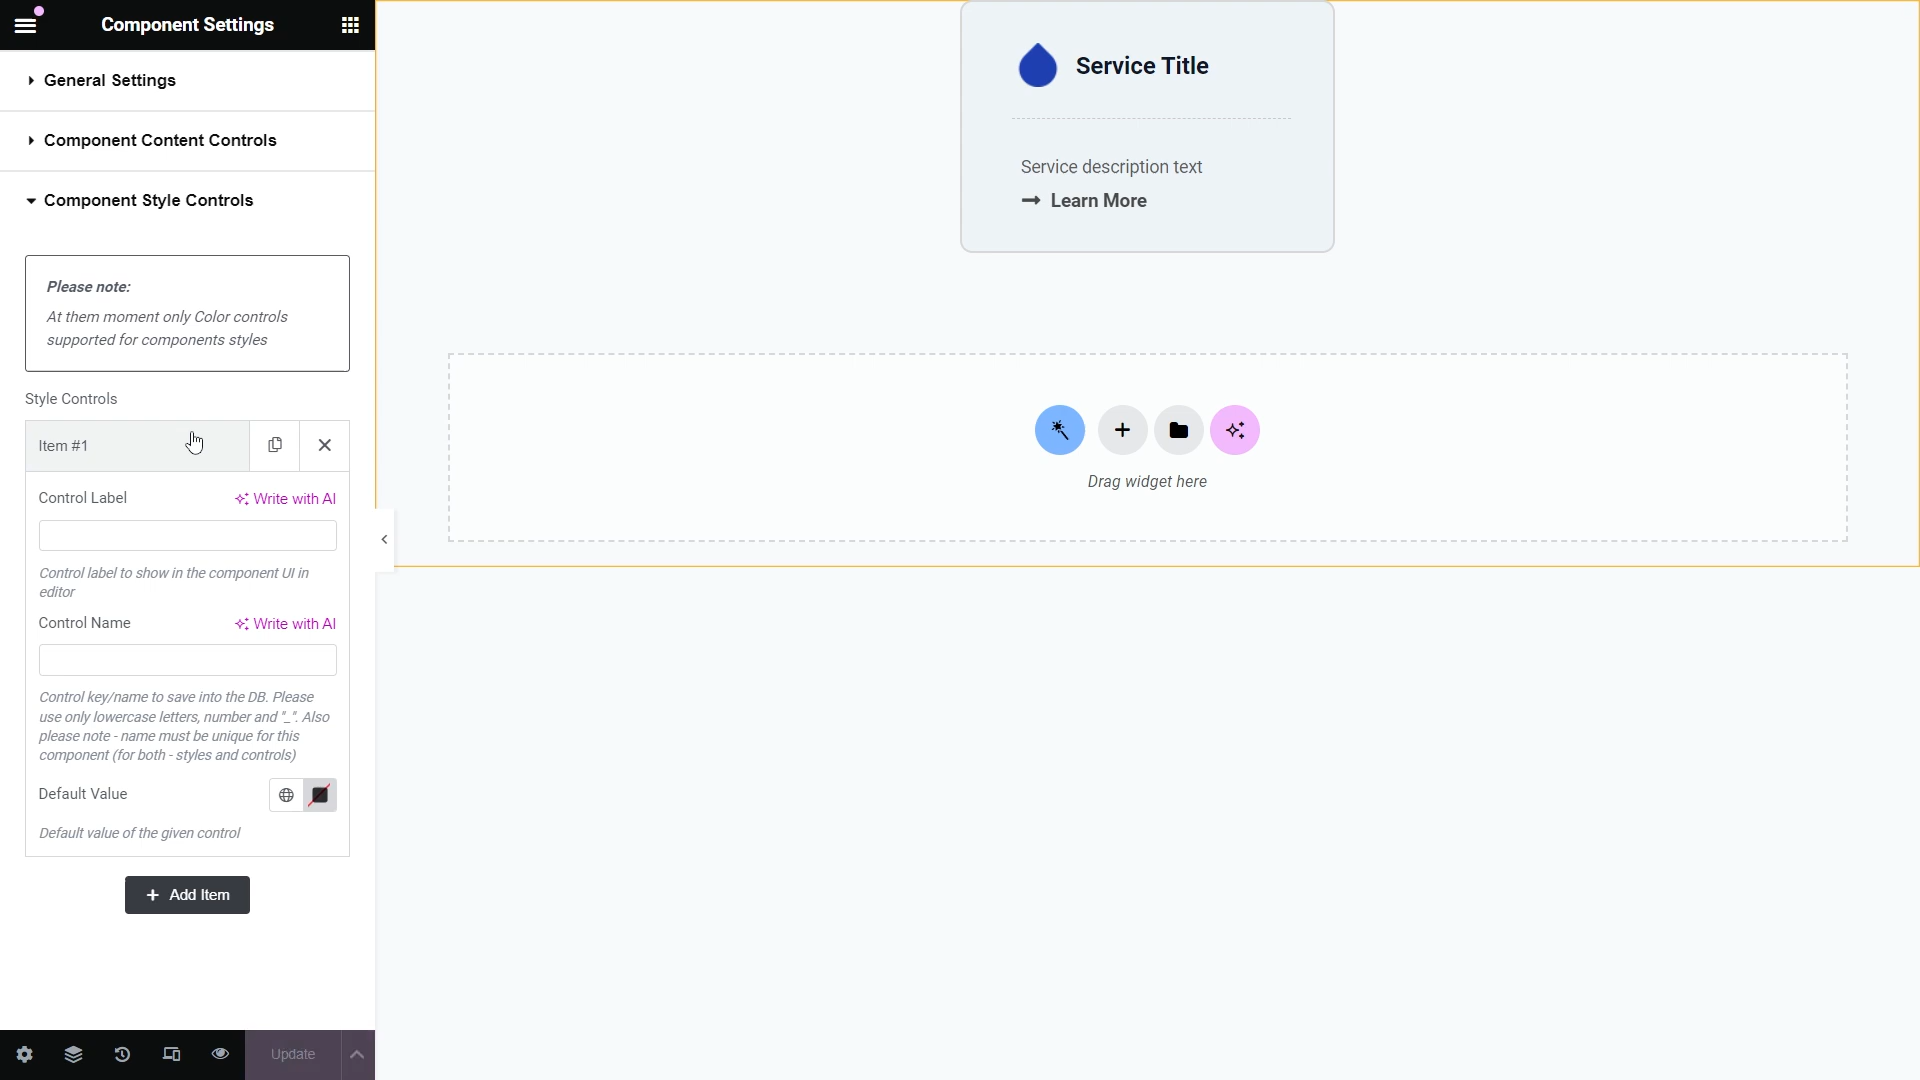 Component Settings
General Settings
Component Content Controls
Component Style Controls
Please note:
At them moment only Color controls
supported for components styles
Style Controls
Item #1
Control Label
Write with AI
Control label to show in the component UI in
editor
Control Name
Write with AI
Control key/name to save into the DB. Please
use only lowercase letters, number and "_". Also
please note - name must be unique for this
component (for both - styles and controls)
Default Value
Default value of the given control
Add Item
Update
Service Title
Service description text
Learn More
Drag widget here